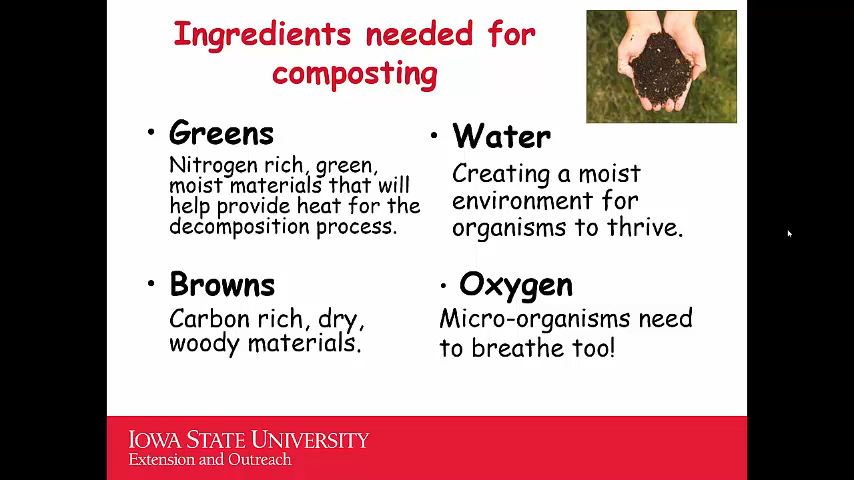 Ingredients needed for
composting
• Greens
Nitrogen rich, green,
moist materials that will
help provide heat for the
decomposition process.
• Browns
Carbon rich, dry,
woody materials.
• Water
Creating a moist
environment for
organisms to thrive.
• Oxygen
Micro-organisms need
to breathe too!
IOWA STATE UNIVERSITY
Extension and Outreach